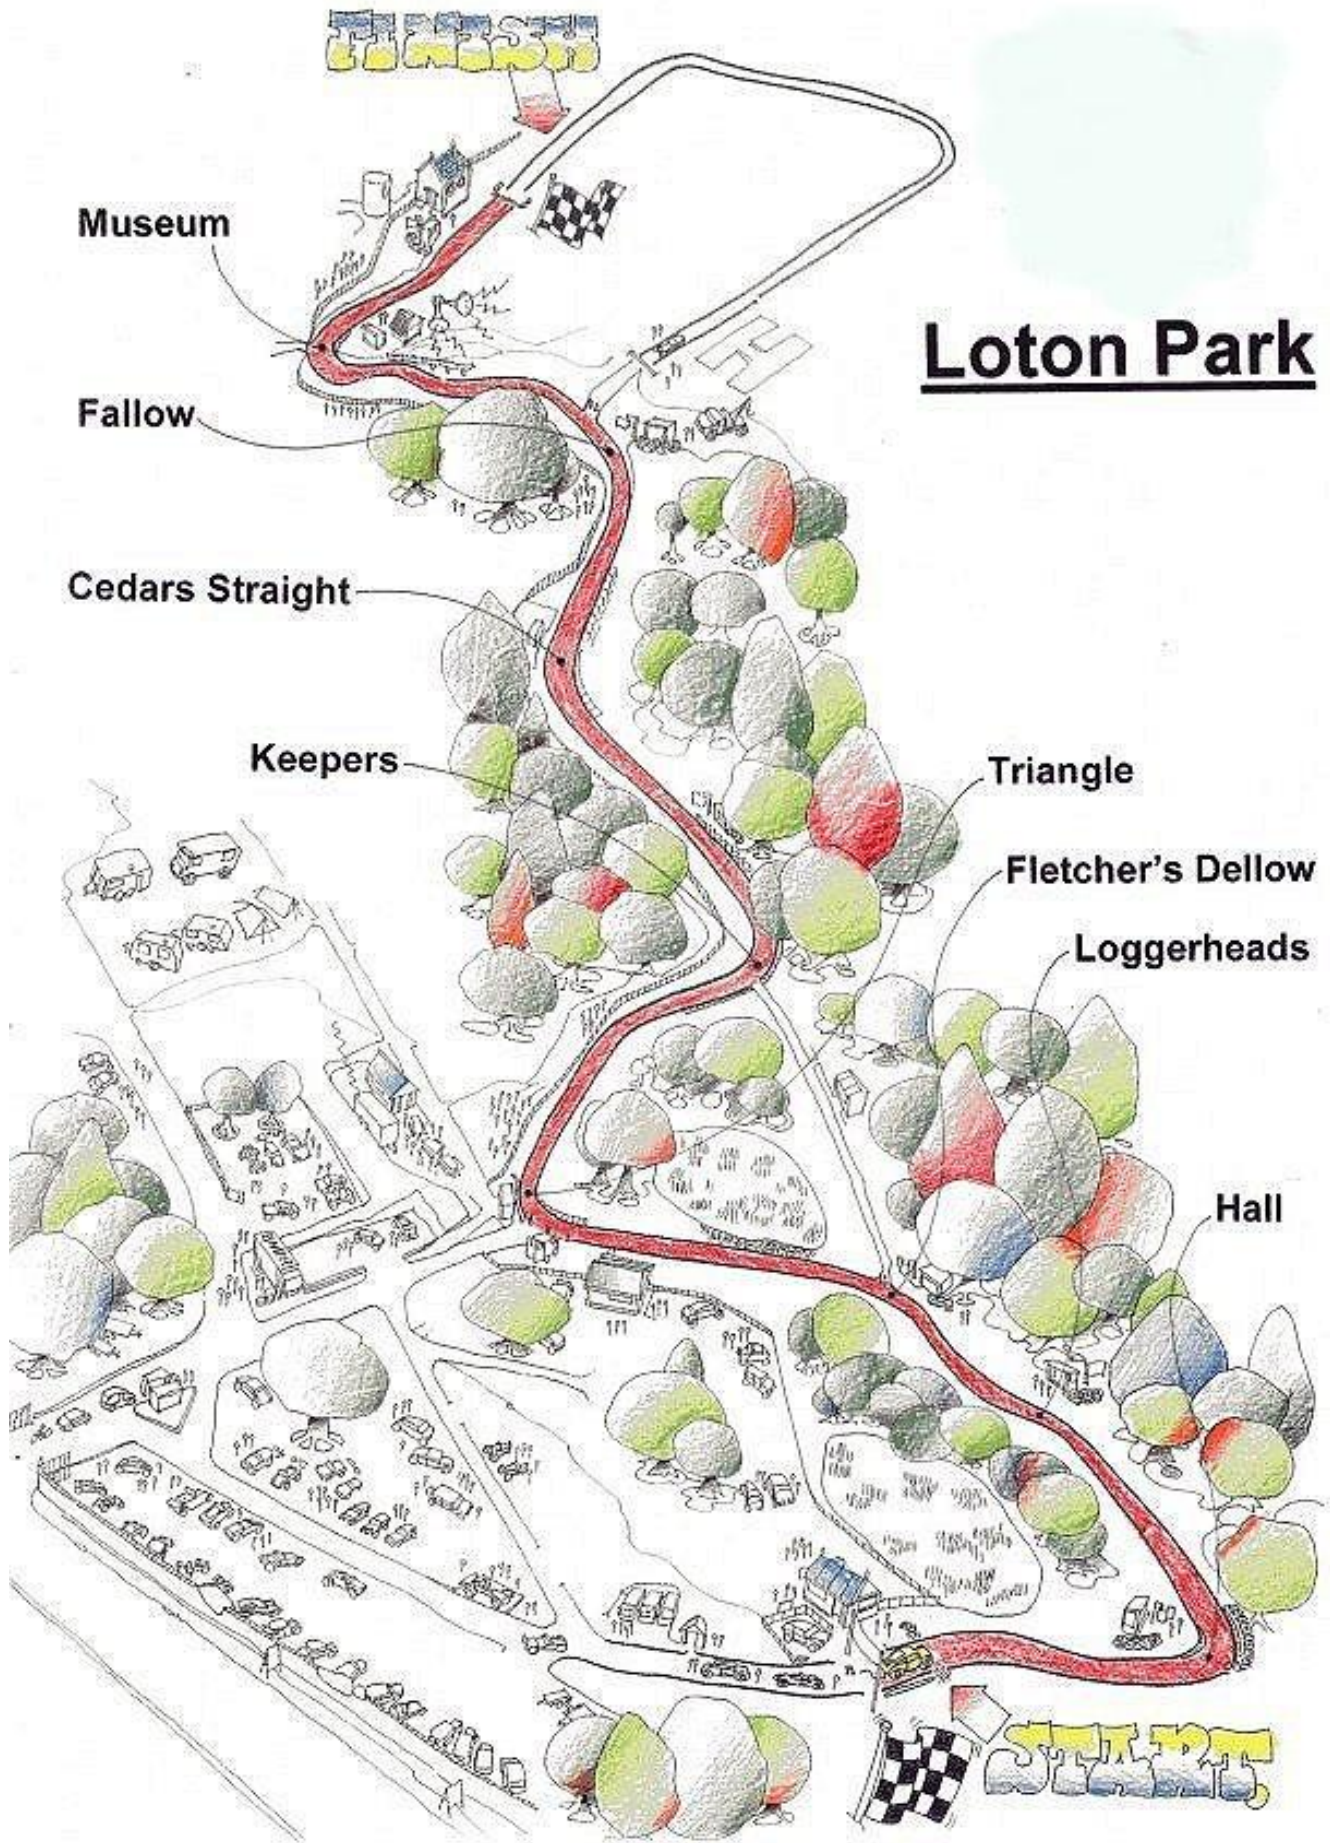 FINISH
Museum
Loton Park
Fallow
Cedars Straight
Keepers
Triangle
Fletcher's Dellow
Loggerheads
Hall
START